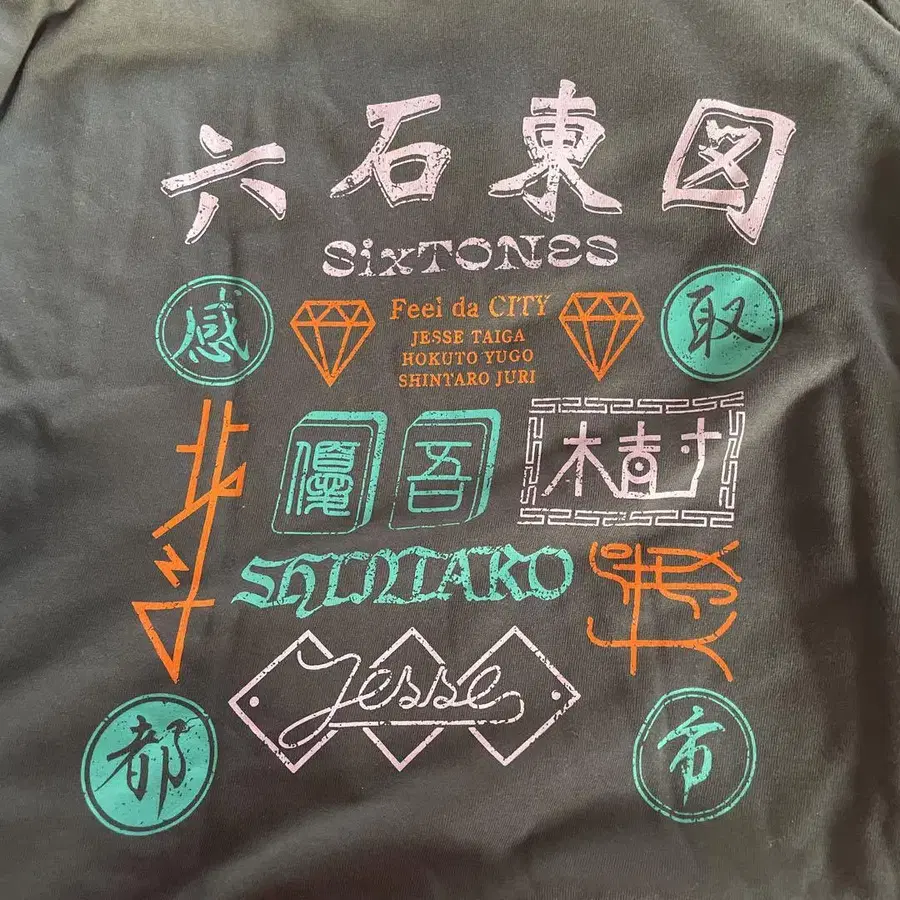 六石東図
SixTONES
感
取
Feel da CITY
JESSE TAIGA
HOKUTO YUGO
SHINTARO JURI
北斗
優吾
樹
SHINTARO
Jesse
都
市